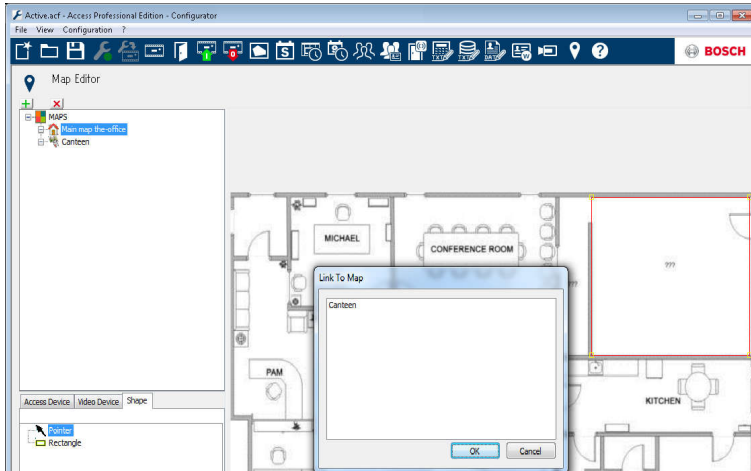 Active.acf - Access Professional Edition - Configurator
File View Configuration ?
BOSCH
Map Editor
MAPS
Main map the-office
Canteen
MICHAEL
CONFERENCE ROOM
???
Link To Map
???
Canteen
PAM
KITCHEN
Access Device Video Device Shape
Pointer
Rectangle
OK Cancel